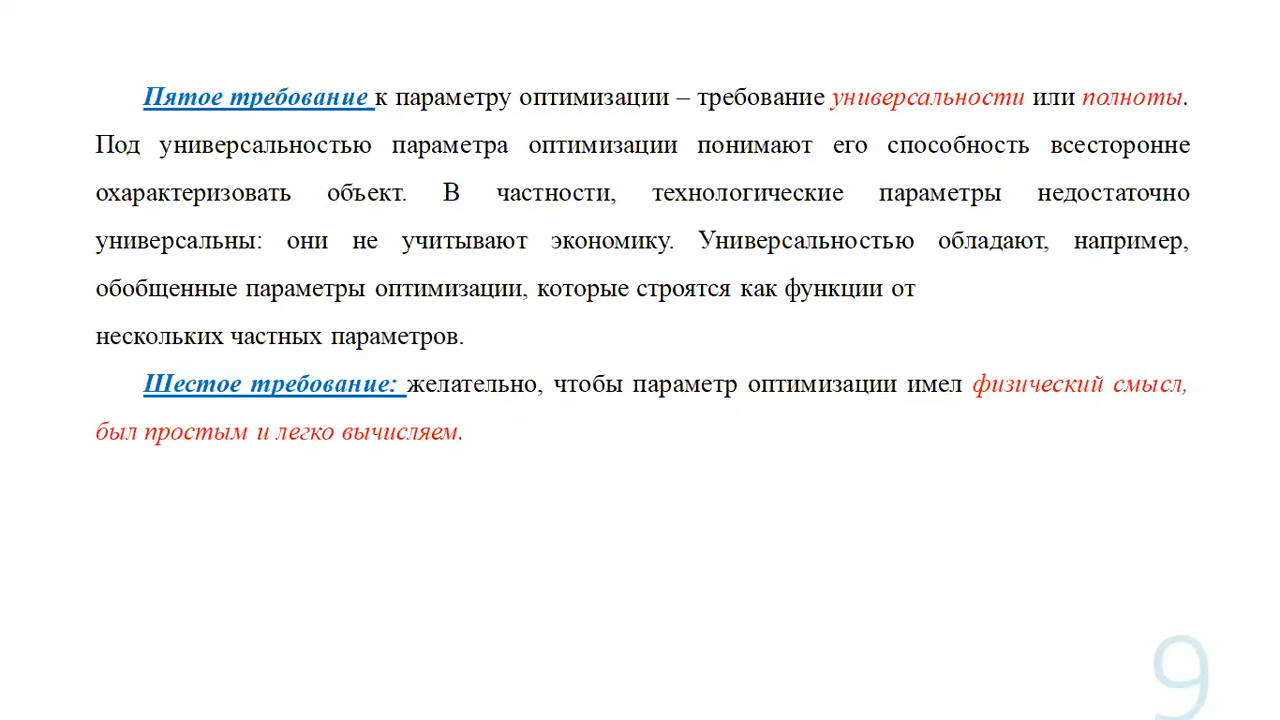 Пятое требование к параметру оптимизации – требование универсальности или полноты.
Под универсальностью параметра оптимизации понимают его способность всесторонне
охарактеризовать объект. В частности, технологические параметры недостаточно
универсальны: они не учитывают экономику. Универсальностью обладают, например,
обобщенные параметры оптимизации, которые строятся как функции от
нескольких частных параметров.
Шестое требование: желательно, чтобы параметр оптимизации имел физический смысл,
был простым и легко вычисляем.
9